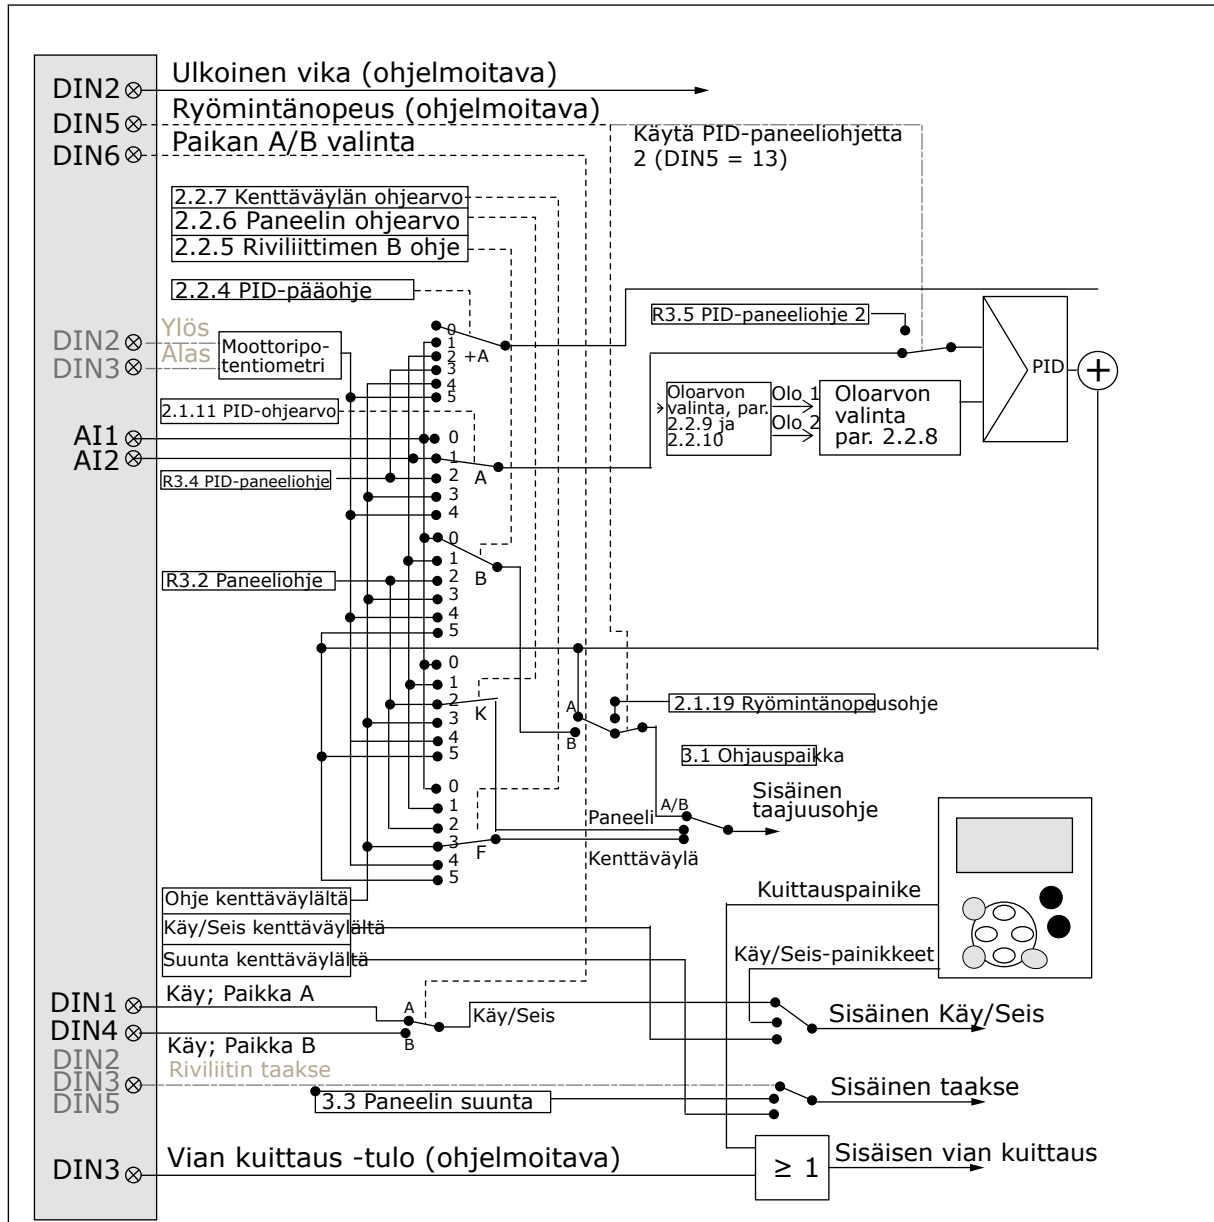 DIN2
Ulkoinen vika (ohjelmoitava)
DIN5
Ryömintänopeus (ohjelmoitava)
DIN6
Paikan A/B valinta
Käytä PID-paneeliohjetta
2 (DIN5 = 13)
2.2.7 Kenttäväylän ohjearvo
2.2.6 Paneelin ohjearvo
2.2.5 Riviliittimen B ohje
2.2.4 PID-pääohje
R3.5 PID-paneeliohje 2
DIN2
Ylös
DIN3
Alas
Moottoripo-
tentiometri
0
1
2
3
4
5
+A
PID
+
Oloarvon
valinta, par.
2.2.9 ja
2.2.10
Olo 1
Olo 2
Oloarvon
valinta
par. 2.2.8
2.1.11 PID-ohjearvo
AI1
AI2
R3.4 PID-paneeliohje
0
1
2
3
4
A
R3.2 Paneeliohje
0
1
2
3
4
5
B
0
1
2
3
4
5
K
A
B
2.1.19 Ryömintänopeusohje
3.1 Ohjauspaikka
0
1
2
3
4
5
F
A/B
Paneeli
Kenttäväylä
Sisäinen
taajuusohje
Ohje kenttäväylältä
Käy/Seis kenttäväylältä
Suunta kenttäväylältä
Kuittauspainike
Käy/Seis-painikkeet
DIN1
Käy; Paikka A
DIN4
Käy; Paikka B
A
B
Käy/Seis
Sisäinen Käy/Seis
DIN2
DIN3
DIN5
Riviliitin taakse
3.3 Paneelin suunta
Sisäinen taakse
DIN3
Vian kuittaus -tulo (ohjelmoitava)
≥ 1
Sisäisen vian kuittaus